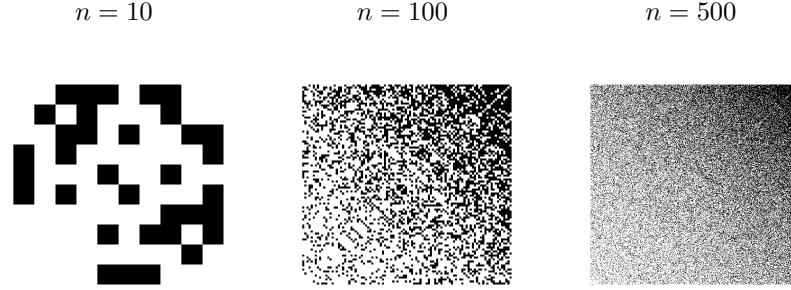 n = 10
n = 100
n = 500